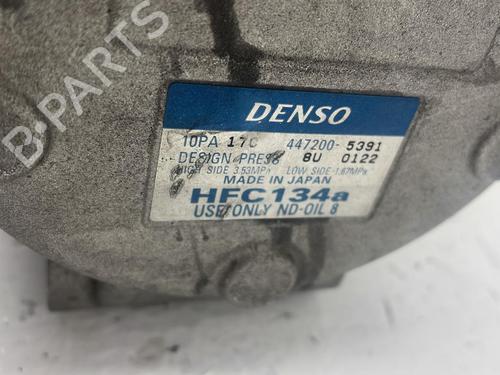 B-PARTS
DENSO
10PA 17C 447200-5391
DESIGN PRESS 8U 0122
HIGH SIDE 3.53MPa LOW SIDE 1.67MPa
MADE IN JAPAN
HFC134a
USE ONLY ND-OIL 8